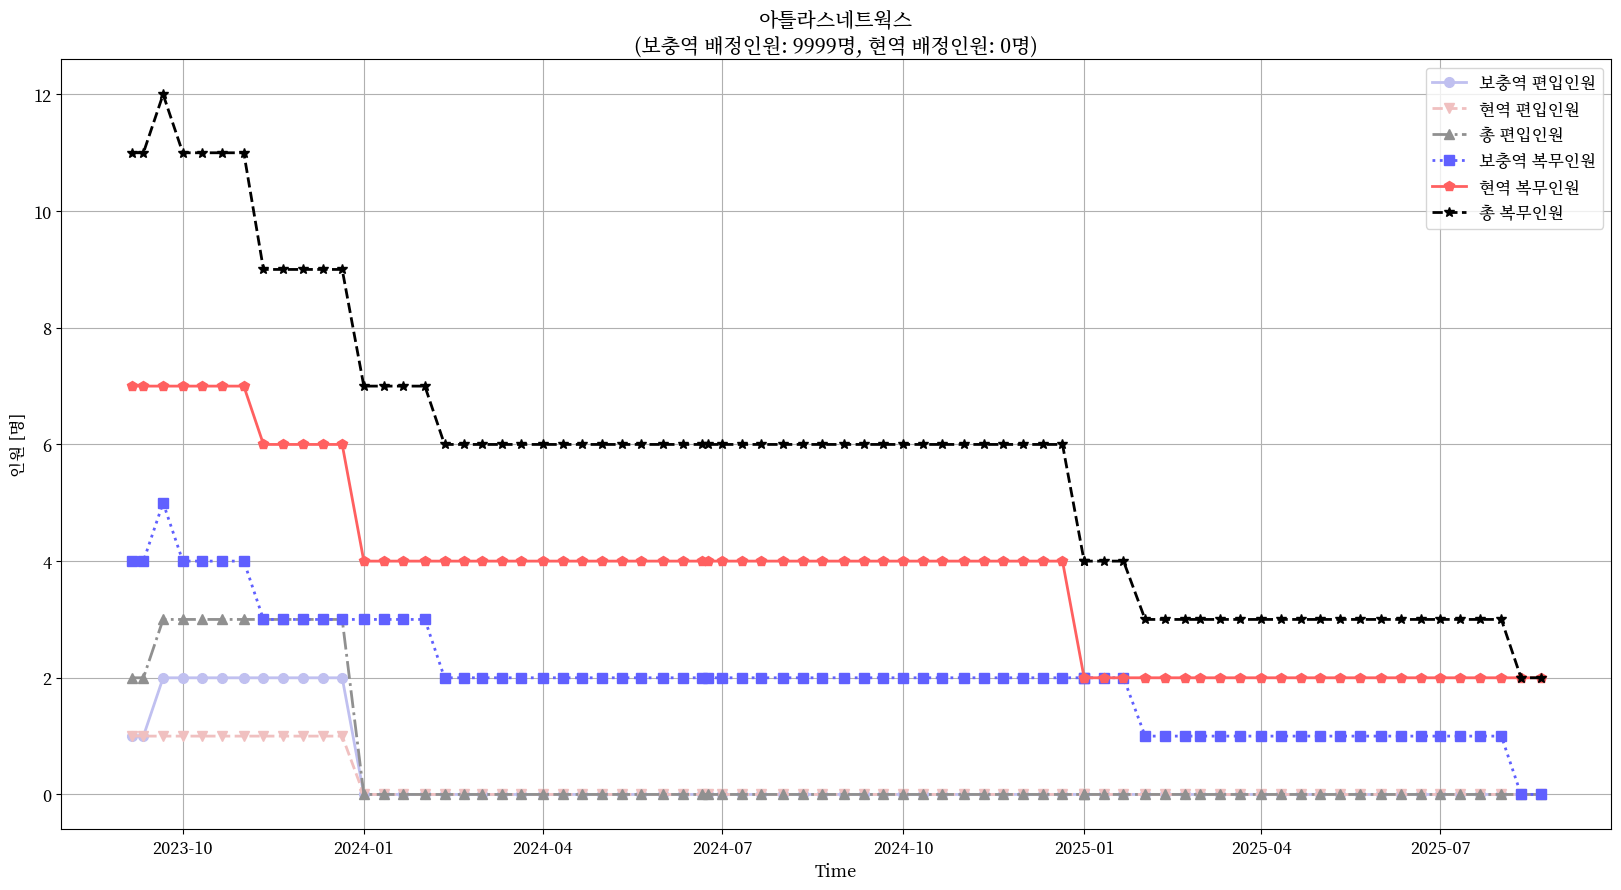 아틀라스네트웍스
(보충역 배정인원: 9999명, 현역 배정인원: 0명)
보충역 편입인원
현역 편입인원
총 편입인원
보충역 복무인원
현역 복무인원
총 복무인원
12
10
8
6
4
2
0
인원 [명]
2023-10
2024-01
2024-04
2024-07
2024-10
2025-01
2025-04
2025-07
Time